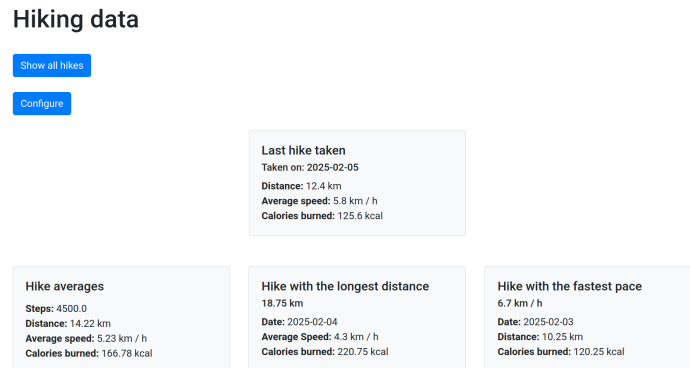 Hiking data
Show all hikes
Configure
Last hike taken
Taken on: 2025-02-05
Distance: 12.4 km
Average speed: 5.8 km / h
Calories burned: 125.6 kcal
Hike averages
Steps: 4500.0
Distance: 14.22 km
Average speed: 5.23 km / h
Calories burned: 166.78 kcal
Hike with the longest distance
18.75 km
Date: 2025-02-04
Average Speed: 4.3 km / h
Calories burned: 220.75 kcal
Hike with the fastest pace
6.7 km / h
Date: 2025-02-03
Distance: 10.25 km
Calories burned: 120.25 kcal